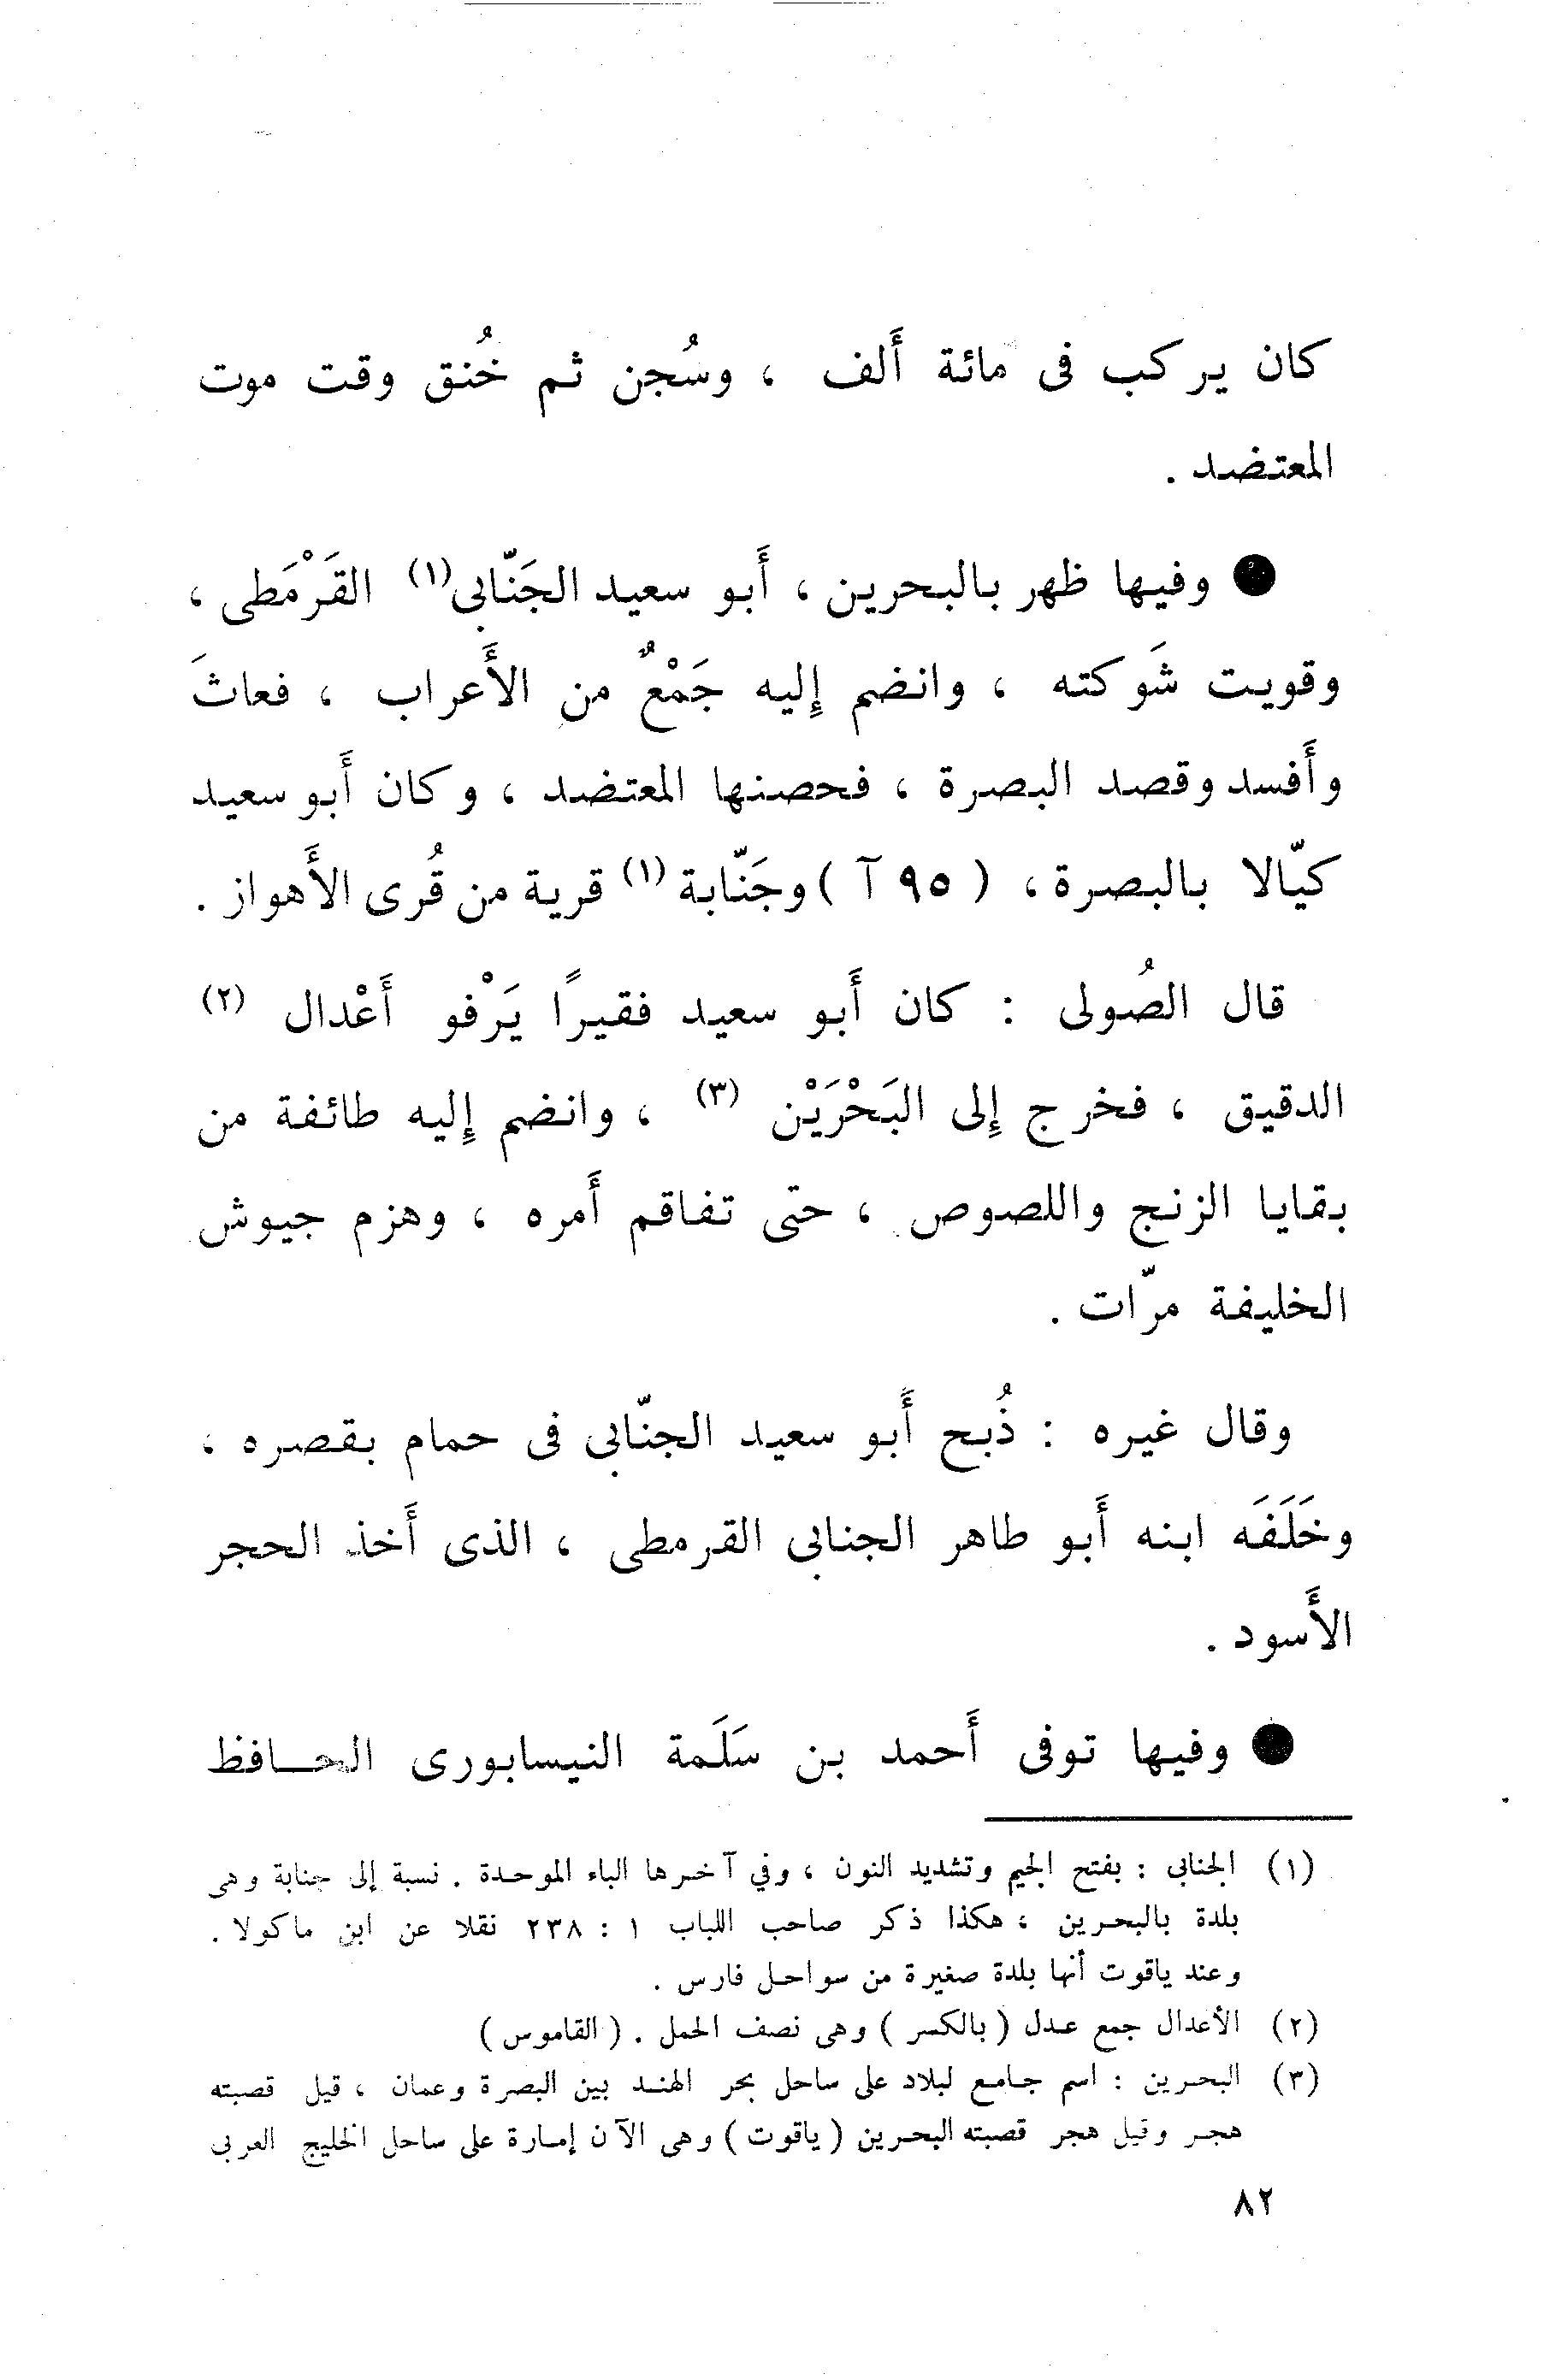 كان يركب فى مائة أَلف ، وسُجن ثم خُنق وقت موت
المعتضد .
● وفيها ظهر بالبحرين ، أَبو سعيد الجَنّابى(١) القَرْمَطى ،
وقويت شَوكته ، وانضم إِليه جَمْعٌ من الأَعراب ، فعاثَ
وأَفسد وقصد البصرة ، فحصنها المعتضد ، وكان أَبو سعيد
كيّالا بالبصرة ، ( ٩٥ آ ) وجَنّابة(١) قرية من قُرى الأَهواز .
قال الصُولى : كان أَبو سعيد فقيرًا يَرْفو أَعْدال (٢)
الدقيق ، فخرج إِلى البَحْرَيْن (٣) ، وانضم إِليه طائفة من
بقايا الزنج واللصوص ، حتى تفاقم أَمره ، وهزم جيوش
الخليفة مرّات .
وقال غيره : ذُبح أَبو سعيد الجنّابى فى حمام بقصره ،
وخَلَفَه ابنه أَبو طاهر الجنابى القرمطى ، الذى أَخذ الحجر
الأَسود .
● وفيها توفى أَحمد بن سَلَمة النيسابورى الحــافظ
(١) الجنابى : بفتح الجيم وتشديد النون ، وفي آخرها الباء الموحدة . نسبة إلى جنابة وهى
بلدة بالبحرين ، هكذا ذكر صاحب اللباب ١ : ٢٣٨ نقلا عن ابن ماكولا .
وعند ياقوت أنها بلدة صغيرة من سواحل فارس .
(٢) الأعدال جمع عدل ( بالكسر ) وهى نصف الحمل . ( القاموس )
(٣) البحرين : اسم جامع لبلاد على ساحل بحر الهند بين البصرة وعمان ، قيل قصبته
هجر وقيل هجر قصبته البحرين ( ياقوت ) وهى الآن إمارة على ساحل الخليج العربى
٨٢